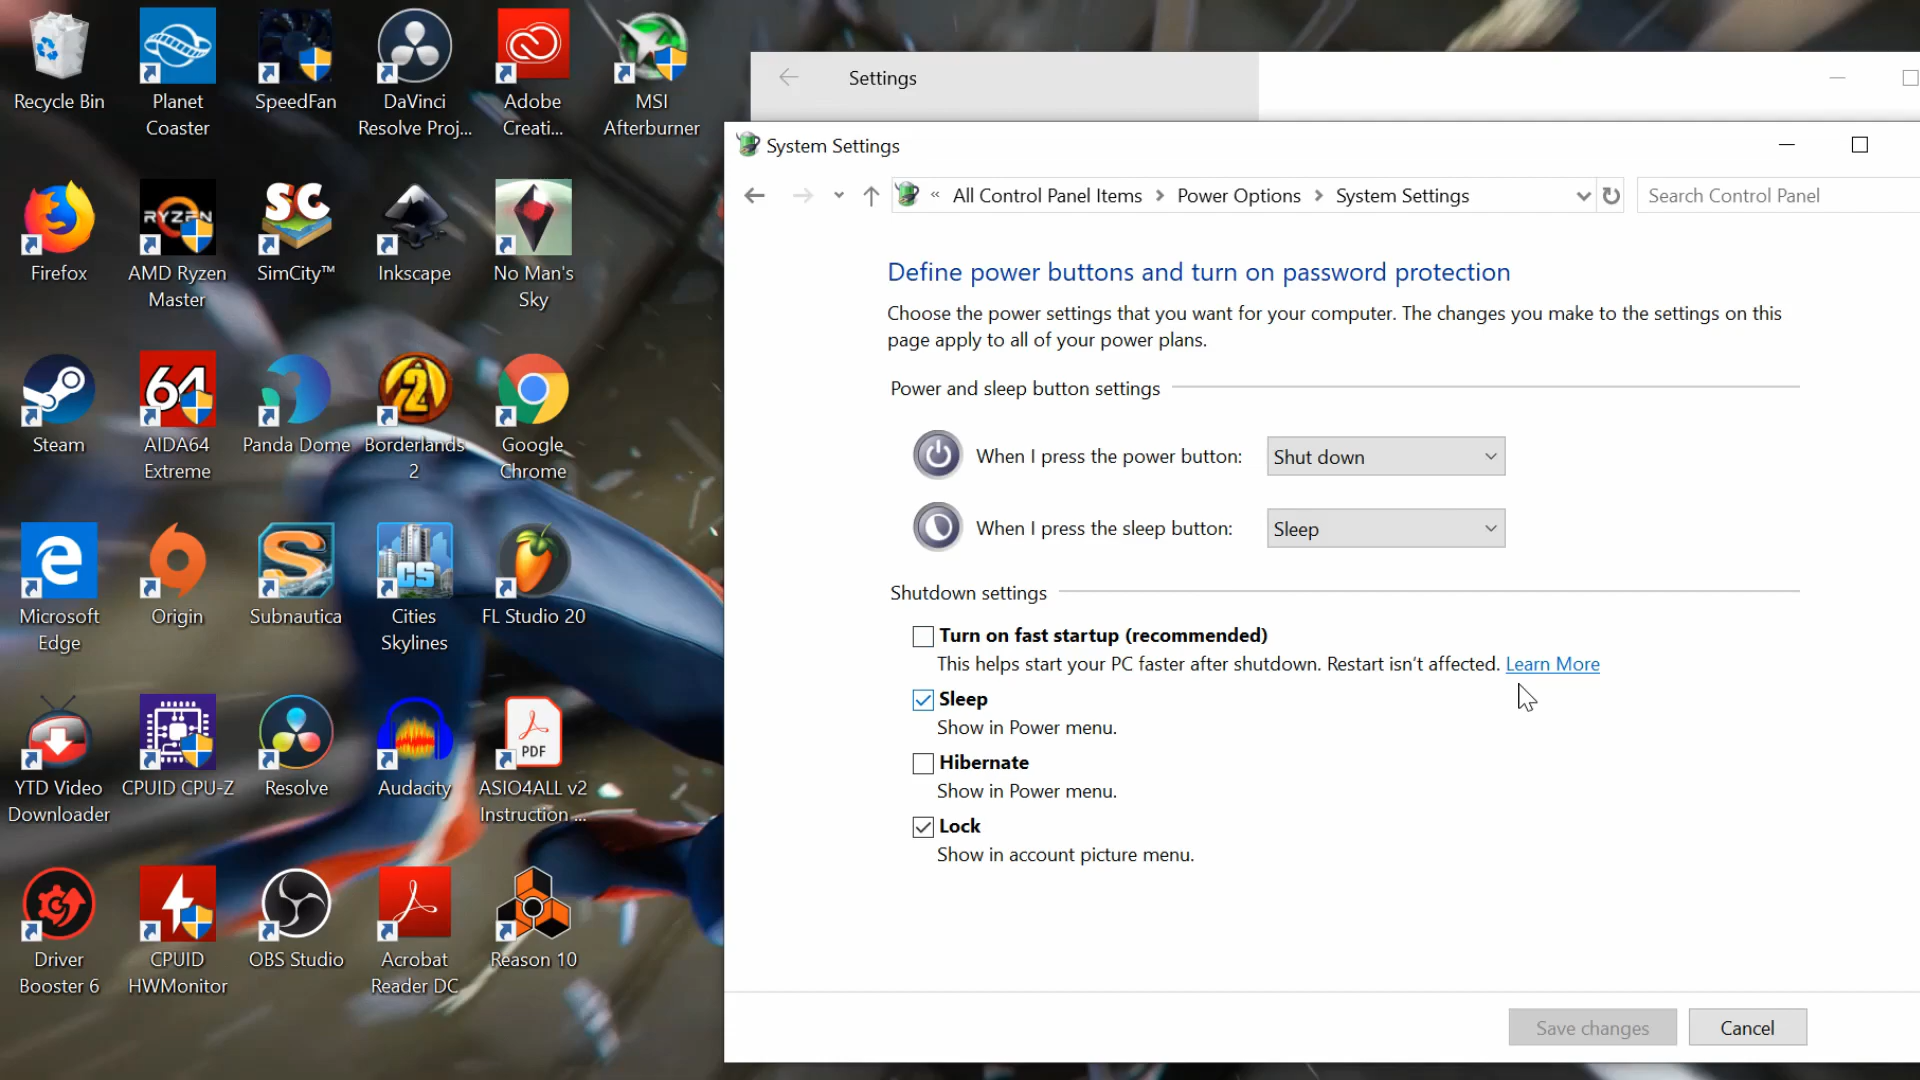 Recycle Bin
Planet
Coaster
SpeedFan
DaVinci
Resolve Proj...
Adobe
Creati...
MSI
Afterburner
Firefox
RYZEN
AMD Ryzen
Master
SC
SimCity™
Inkscape
No Man's
Sky
Steam
64
AIDA64
Extreme
Panda Dome
2
Borderlands
2
Google
Chrome
Microsoft
Edge
Origin
Subnautica
CS
Cities
Skylines
FL Studio 20
YTD Video
Downloader
CPUID CPU-Z
Resolve
Audacity
PDF
ASIO4ALL v2
Instruction ...
Driver
Booster 6
CPUID
HWMonitor
OBS Studio
Acrobat
Reader DC
Reason 10
Settings
System Settings
« All Control Panel Items > Power Options > System Settings
Search Control Panel
Define power buttons and turn on password protection
Choose the power settings that you want for your computer. The changes you make to the settings on this
page apply to all of your power plans.
Power and sleep button settings
When I press the power button: Shut down
When I press the sleep button: Sleep
Shutdown settings
Turn on fast startup (recommended)
This helps start your PC faster after shutdown. Restart isn't affected. Learn More
Sleep
Show in Power menu.
Hibernate
Show in Power menu.
Lock
Show in account picture menu.
Save changes
Cancel